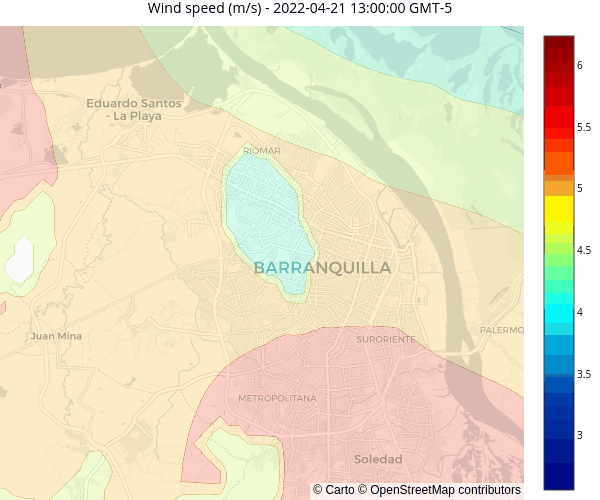 Wind speed (m/s) - 2022-04-21 13:00:00 GMT-5
6
Eduardo Santos
- La Playa
5.5
RIOMAR
5
4.5
BARRANQUILLA
4
Juan Mina
PALERMO
SURORIENTE
3.5
METROPOLITANA
3
Soledad
© Carto © OpenStreetMap contributors